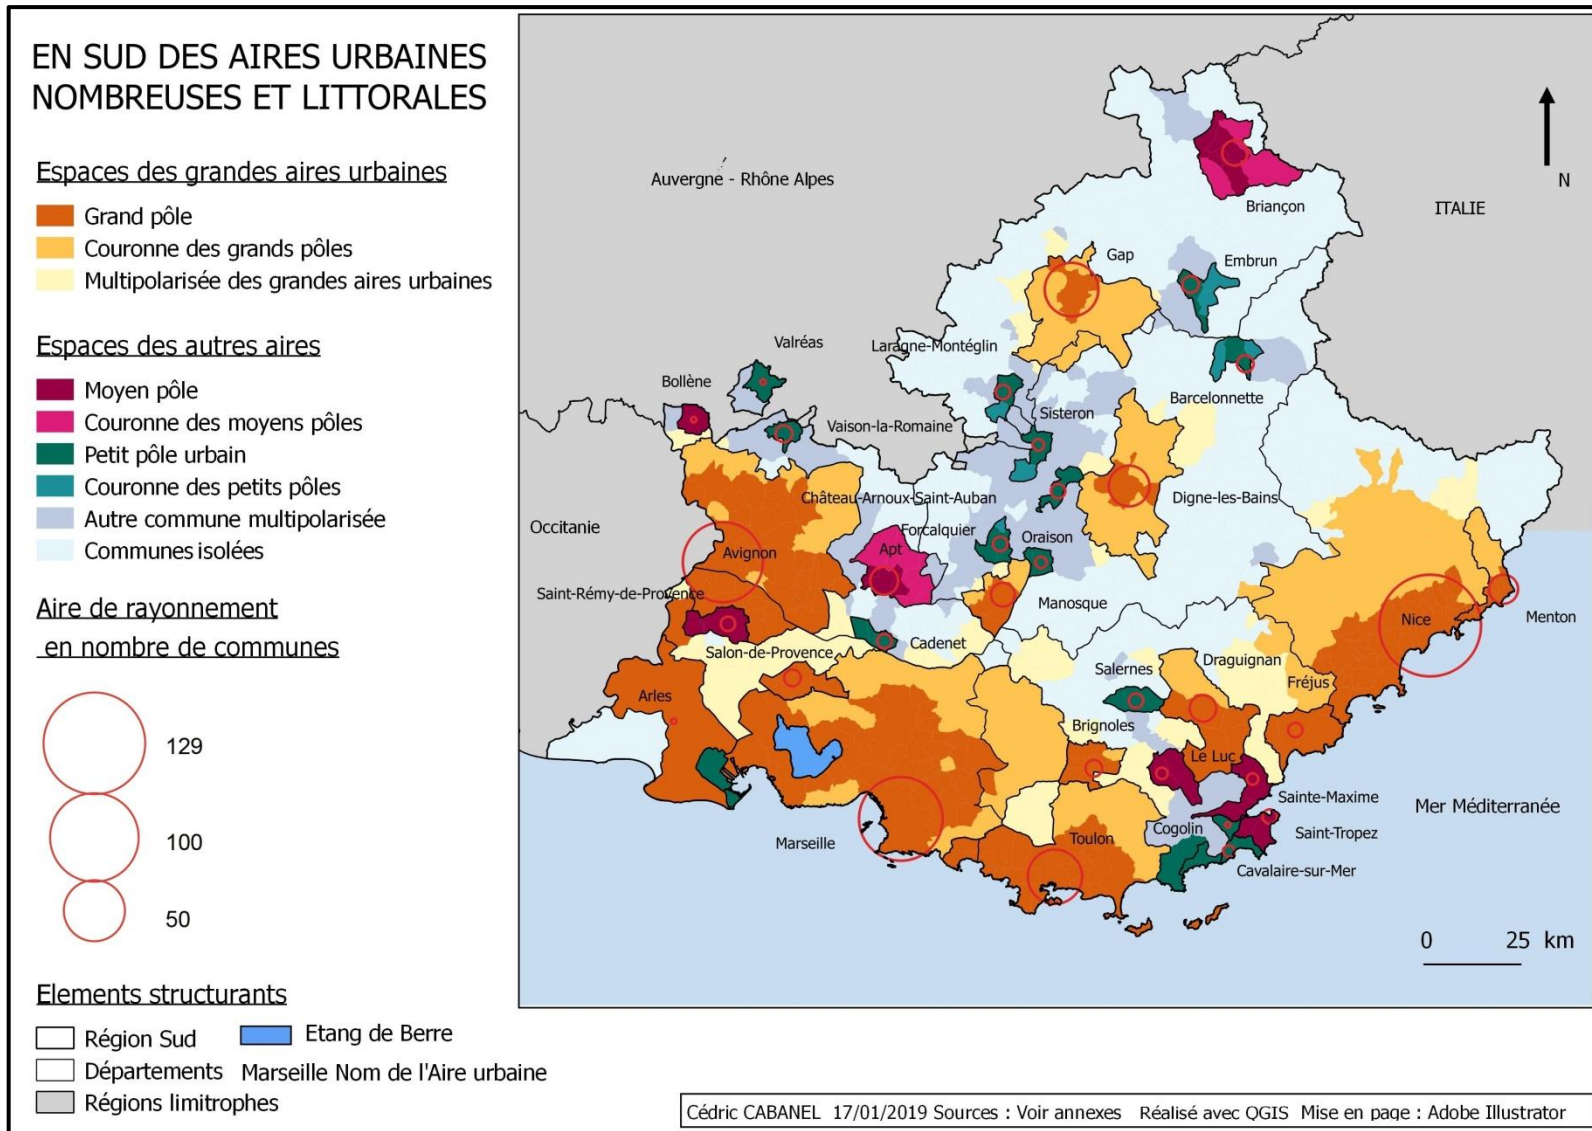 EN SUD DES AIRES URBAINES
NOMBREUSES ET LITTORALES
Espaces des grandes aires urbaines
Grand pôle
Couronne des grands pôles
Multipolarisée des grandes aires urbaines
Espaces des autres aires
Moyen pôle
Couronne des moyens pôles
Petit pôle urbain
Couronne des petits pôles
Autre commune multipolarisée
Communes isolées
Aire de rayonnement
en nombre de communes
129
100
50
Elements structurants
Région Sud
Etang de Berre
Départements
Marseille Nom de l'Aire urbaine
Régions limitrophes
Auvergne - Rhône Alpes
N
ITALIE
Briançon
Gap
Embrun
Valréas
Laragne-Montéglin
Bollène
Barcelonnette
Sisteron
Vaison-la-Romaine
Château-Arnoux-Saint-Auban
Digne-les-Bains
Occitanie
Forcalquier
Oraison
Avignon
Apt
Saint-Rémy-de-Provence
Manosque
Nice
Menton
Cadenet
Salon-de-Provence
Salernes
Draguignan
Fréjus
Arles
Brignoles
Le Luc
Sainte-Maxime
Mer Méditerranée
Marseille
Toulon
Cogolin
Saint-Tropez
Cavalaire-sur-Mer
0 25 km
Cédric CABANEL 17/01/2019 Sources : Voir annexes Réalisé avec QGIS Mise en page : Adobe Illustrator